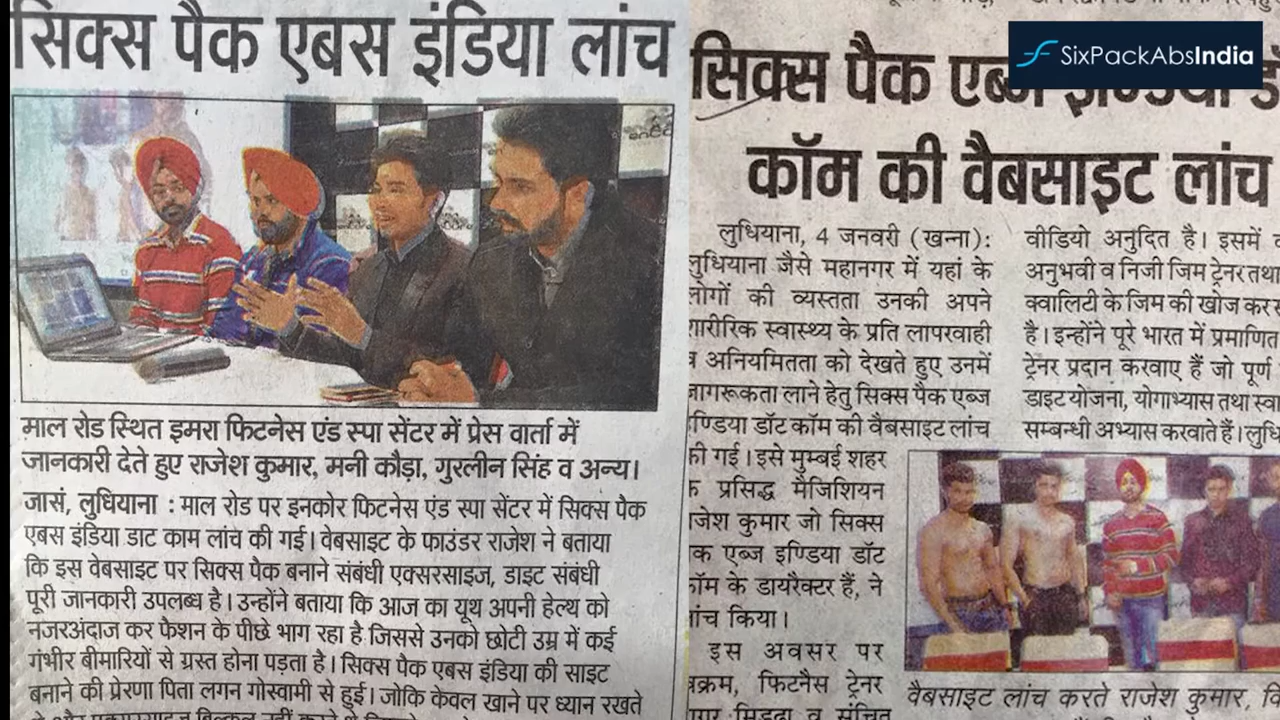 सिक्स पैक एबस इंडिया लांच
माल रोड स्थित इमरा फिटनेस एंड स्पा सेंटर में प्रेस वार्ता में
जानकारी देते हुए राजेश कुमार, मनी कौड़ा, गुरलीन सिंह व अन्य।
जासं, लुधियाना : माल रोड पर इनकोर फिटनेस एंड स्पा सेंटर में सिक्स पैक
एबस इंडिया डाट काम लांच की गई। वेबसाइट के फाउंडर राजेश ने बताया
कि इस वेबसाइट पर सिक्स पैक बनाने संबंधी एक्सरसाइज, डाइट संबंधी
पूरी जानकारी उपलब्ध है। उन्होंने बताया कि आज का यूथ अपनी हेल्थ को
नजरअंदाज कर फैशन के पीछे भाग रहा है जिससे उनको छोटी उम्र में कई
गंभीर बीमारियों से ग्रस्त होना पड़ता है। सिक्स पैक एबस इंडिया की साइट
बनाने की प्रेरणा पिता लगन गोस्वामी से हुई। जोकि केवल खाने पर ध्यान रखते
SixPackAbsIndia
सिक्स पैक
कॉम की वैबसाइट लांच
लुधियाना, 4 जनवरी (खन्ना):
लुधियाना जैसे महानगर में यहां के
लोगों की व्यस्तता उनकी अपने
शारीरिक स्वास्थ्य के प्रति लापरवाही
व अनियमितता को देखते हुए उनमें
जागरूकता लाने हेतु सिक्स पैक एब्ज
इण्डिया डॉट कॉम की वैबसाइट लांच
की गई। इसे मुम्बई शहर
के प्रसिद्ध मैजिशियन
राजेश कुमार जो सिक्स
पैक एब्ज इण्डिया डॉट
कॉम के डायरैक्टर हैं, ने
लांच किया।
इस अवसर पर
फिटनैस ट्रेनर
मिड्ढा व संचित
वीडियो अनुदित है। इसमें
अनुभवी व निजी जिम ट्रेनर तथा
क्वालिटी के जिम की खोज कर
है। इन्होंने पूरे भारत में प्रमाणित
ट्रेनर प्रदान करवाए हैं जो पूर्ण
डाइट योजना, योगाभ्यास तथा
सम्बन्धी अभ्यास करवाते हैं।
वैबसाइट लांच करते राजेश कुमार,